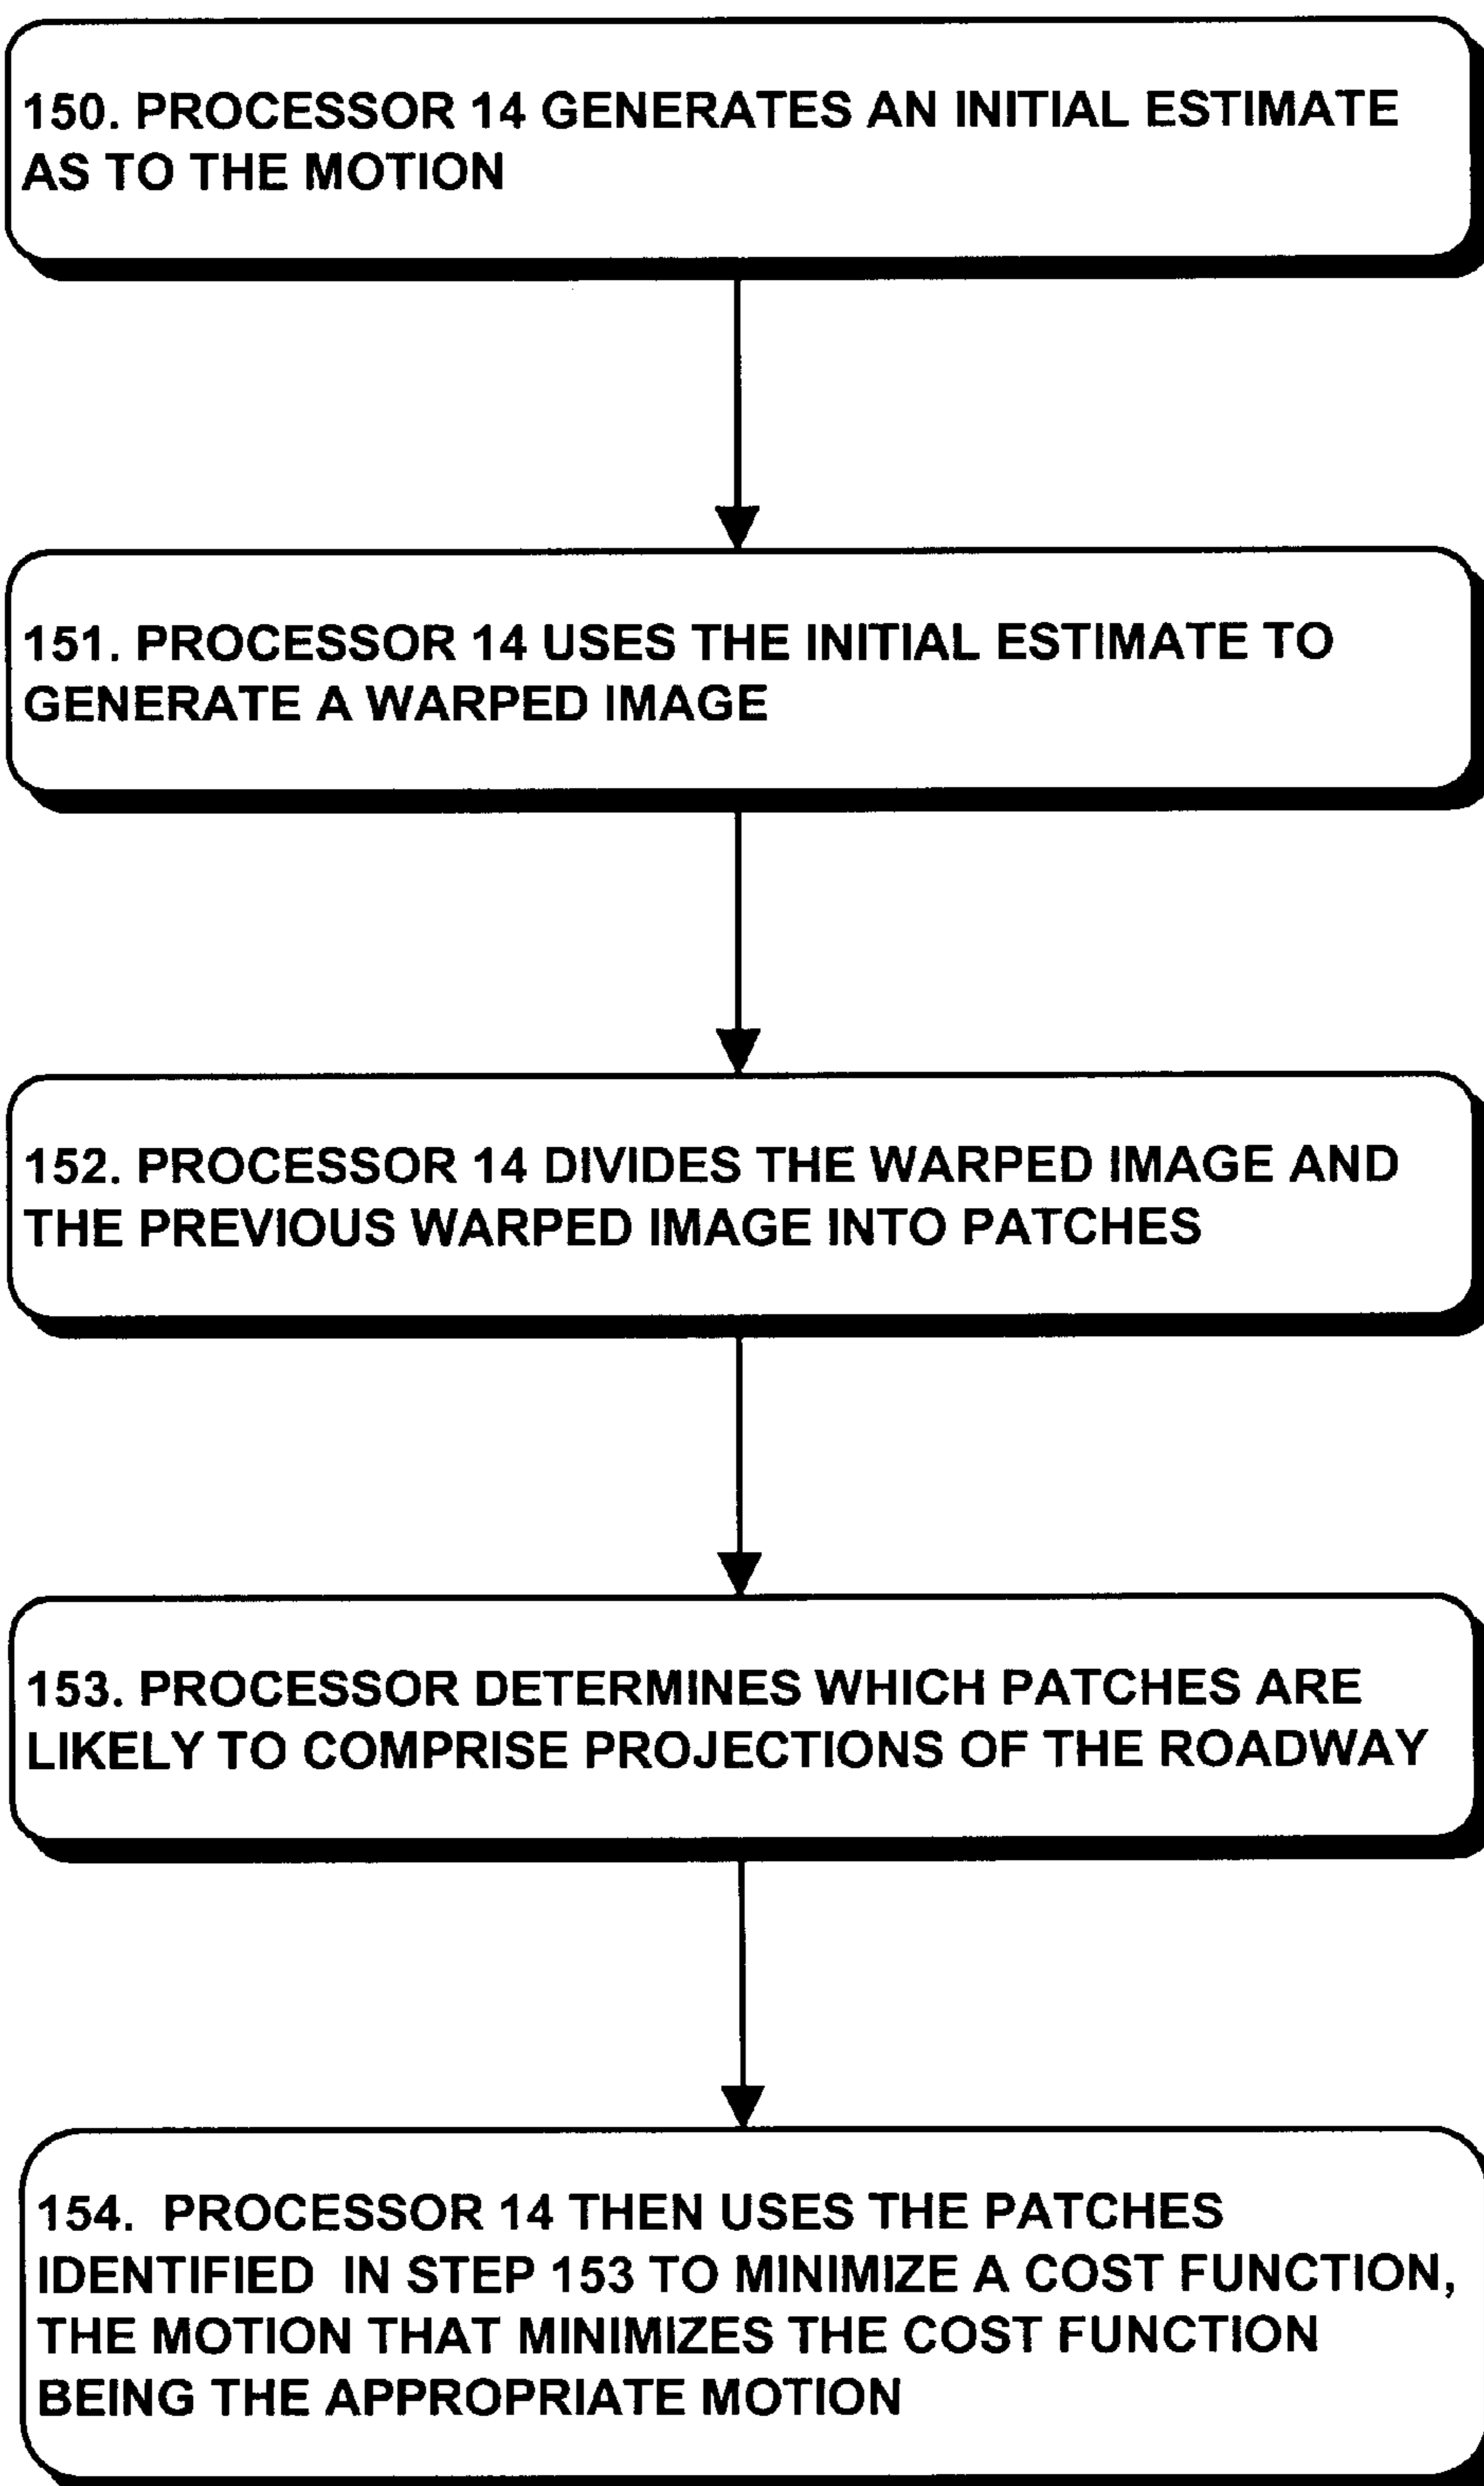 150. PROCESSOR 14 GENERATES AN INITIAL ESTIMATE
AS TO THE MOTION
151. PROCESSOR 14 USES THE INITIAL ESTIMATE TO
GENERATE A WARPED IMAGE
152. PROCESSOR 14 DIVIDES THE WARPED IMAGE AND
THE PREVIOUS WARPED IMAGE INTO PATCHES
153. PROCESSOR DETERMINES WHICH PATCHES ARE
LIKELY TO COMPRISE PROJECTIONS OF THE ROADWAY
154. PROCESSOR 14 THEN USES THE PATCHES
IDENTIFIED IN STEP 153 TO MINIMIZE A COST FUNCTION,
THE MOTION THAT MINIMIZES THE COST FUNCTION
BEING THE APPROPRIATE MOTION